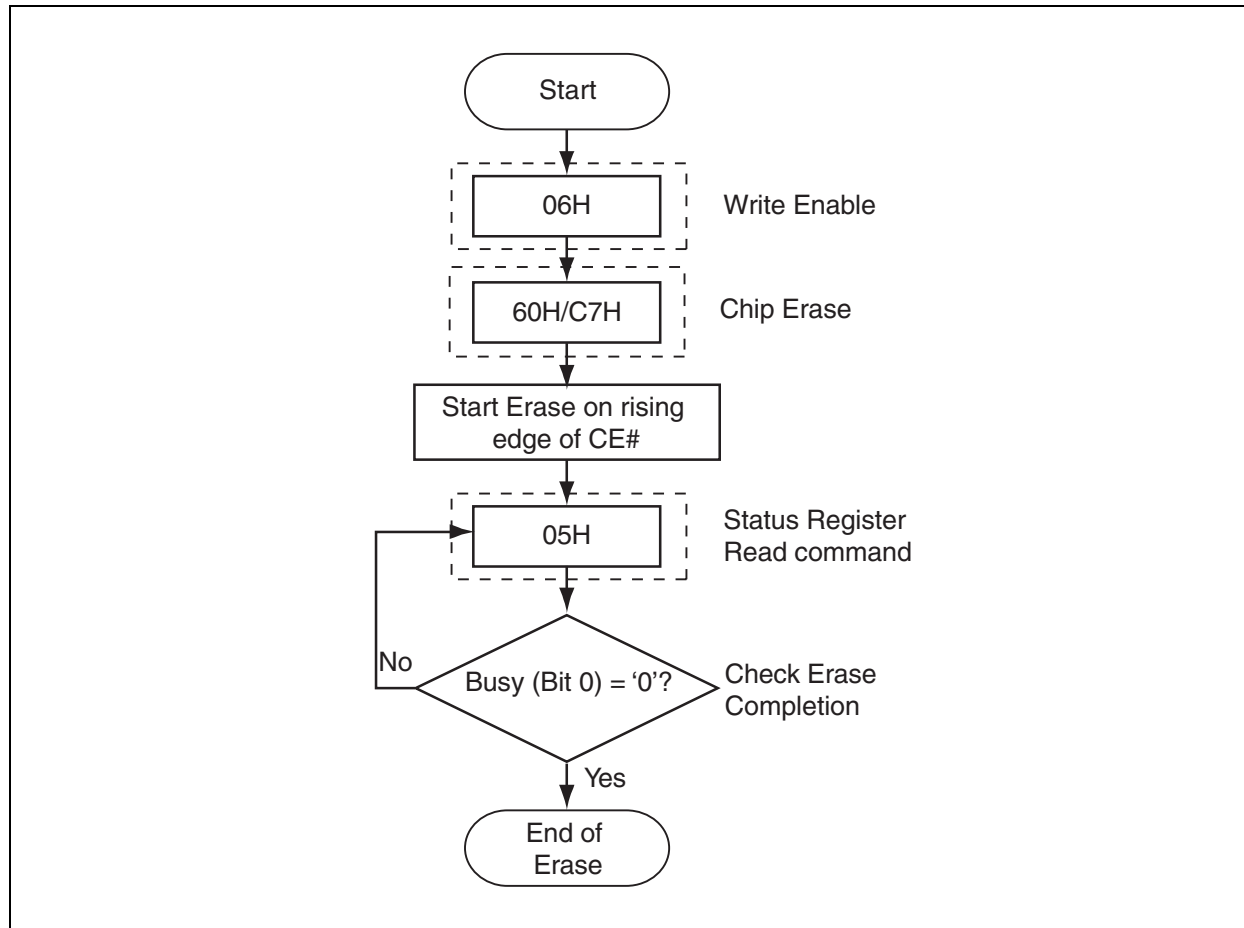 Start
06H
Write Enable
60H/C7H
Chip Erase
Start Erase on rising
edge of CE#
05H
Status Register
Read command
No
Busy (Bit 0) = ‘0’?
Check Erase
Completion
Yes
End of
Erase